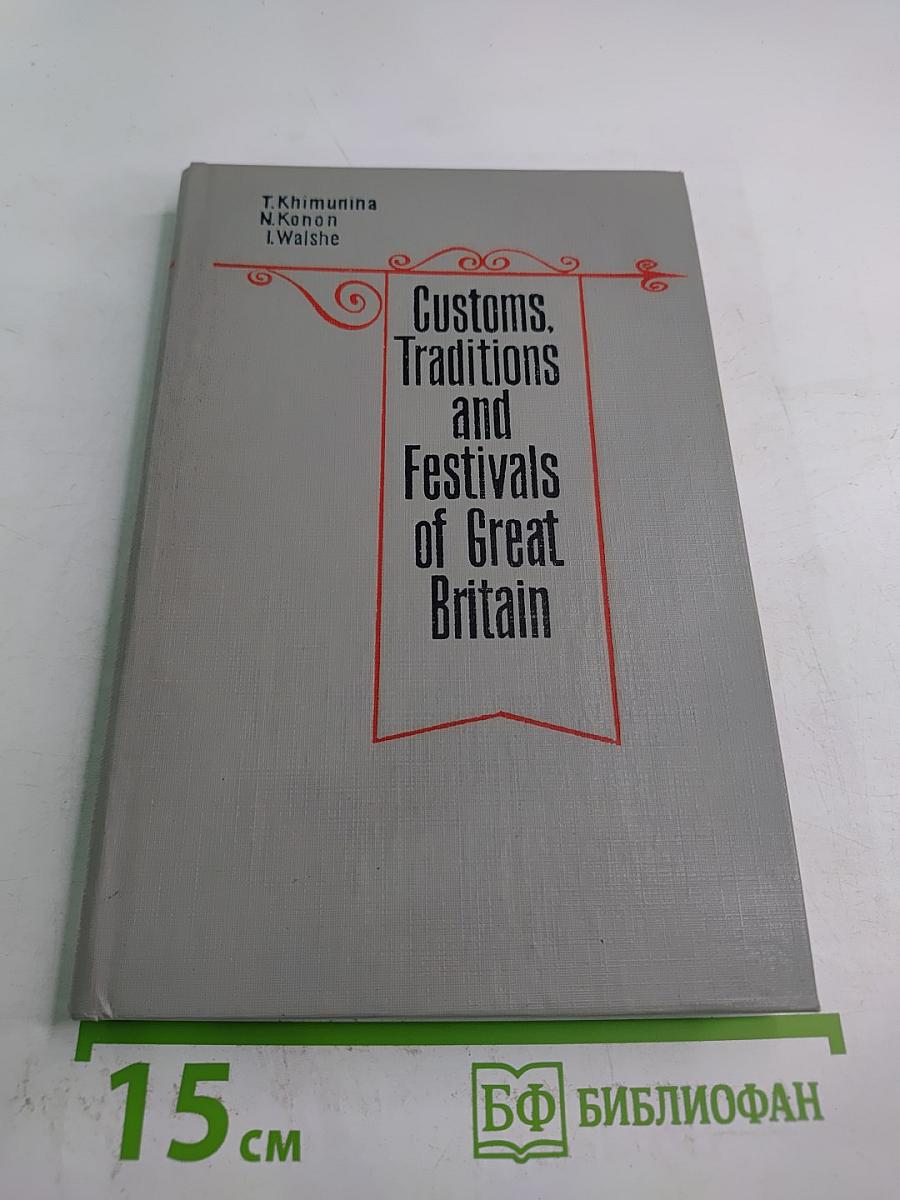 T. Khimunina
N. Konon
I. Walshe
Customs,
Traditions
and
Festivals
of Great
Britain
15 см
БФ БИБЛИОФАН